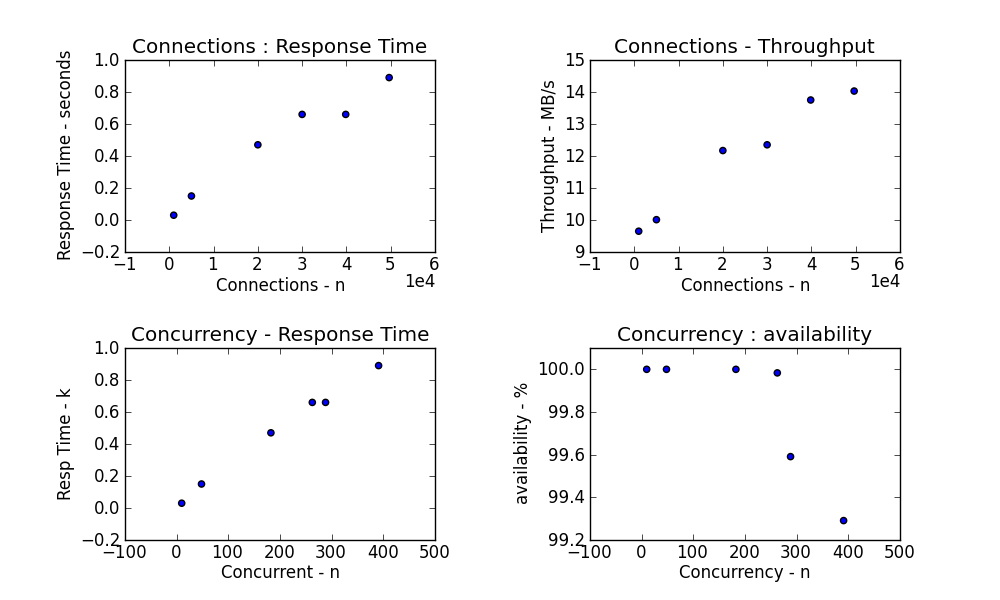 Connections : Response Time
Response Time - seconds
1.0
0.8
0.6
0.4
0.2
0.0
−0.2
−1 0 1 2 3 4 5 6
1e4
Connections - n
Connections - Throughput
Throughput - MB/s
15
14
13
12
11
10
9
−1 0 1 2 3 4 5 6
1e4
Connections - n
Concurrency - Response Time
Resp Time - k
1.0
0.8
0.6
0.4
0.2
0.0
−0.2
−100 0 100 200 300 400 500
Concurrent - n
Concurrency : availability
availability - %
100.0
99.8
99.6
99.4
99.2
−100 0 100 200 300 400 500
Concurrency - n